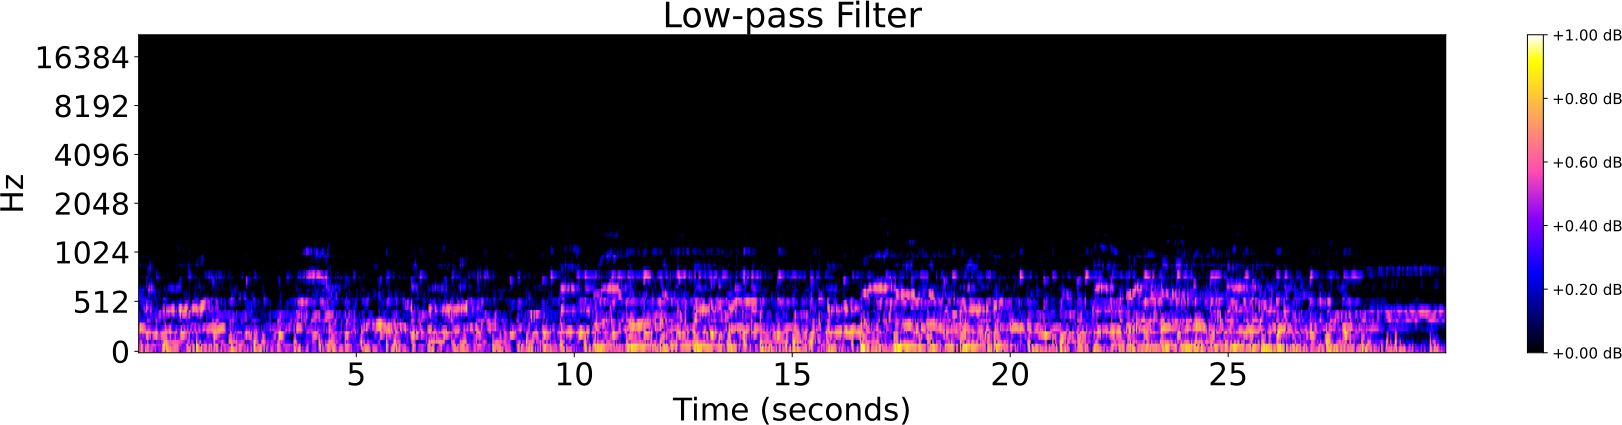 Low-pass Filter
Hz
16384
8192
4096
2048
1024
512
0
5 10 15 20 25
Time (seconds)
+1.00 dB
+0.80 dB
+0.60 dB
+0.40 dB
+0.20 dB
+0.00 dB